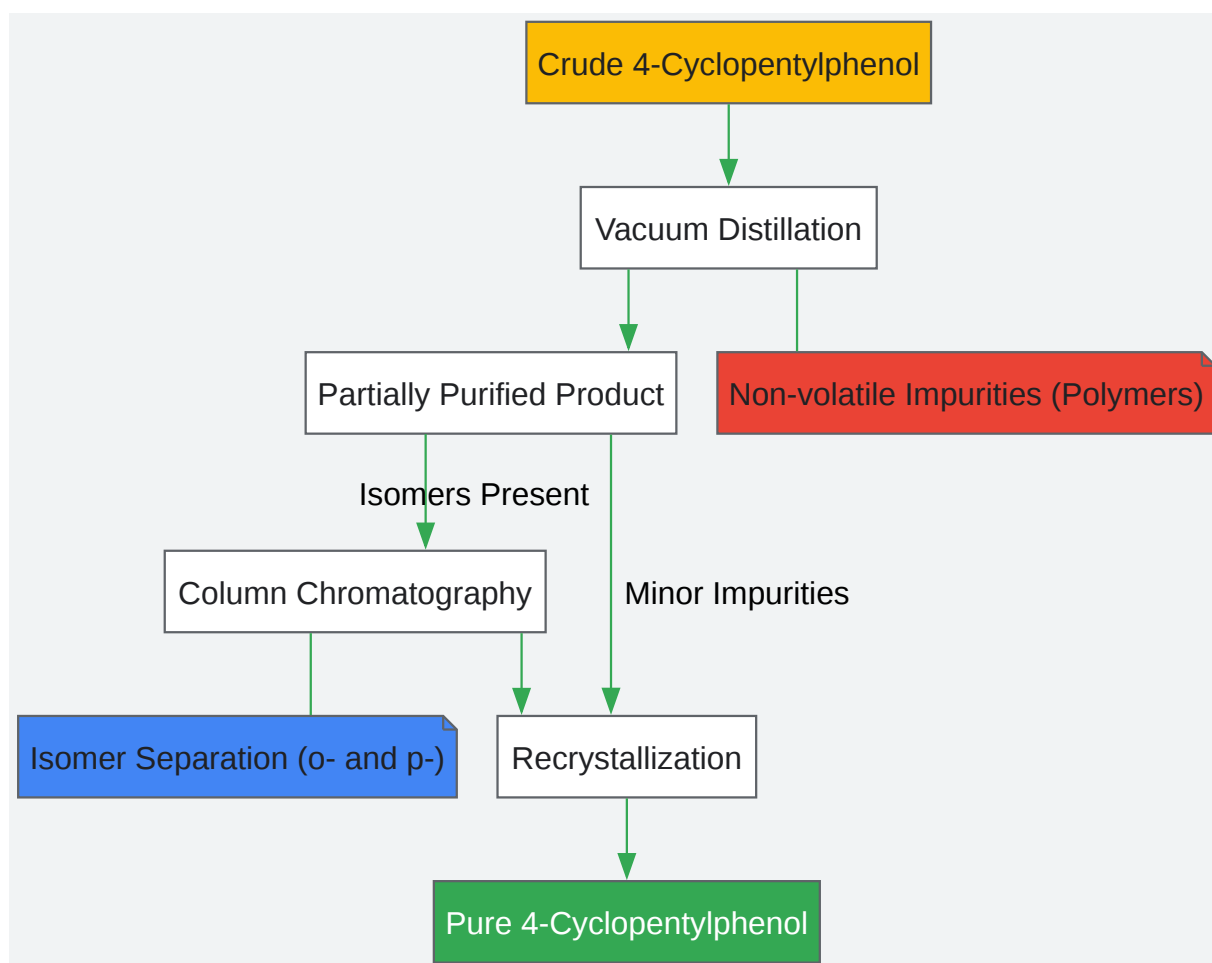 Crude 4-Cyclopentylphenol
Vacuum Distillation
Partially Purified Product
Non-volatile Impurities (Polymers)
Isomers Present
Column Chromatography
Minor Impurities
Isomer Separation (o- and p-)
Recrystallization
Pure 4-Cyclopentylphenol